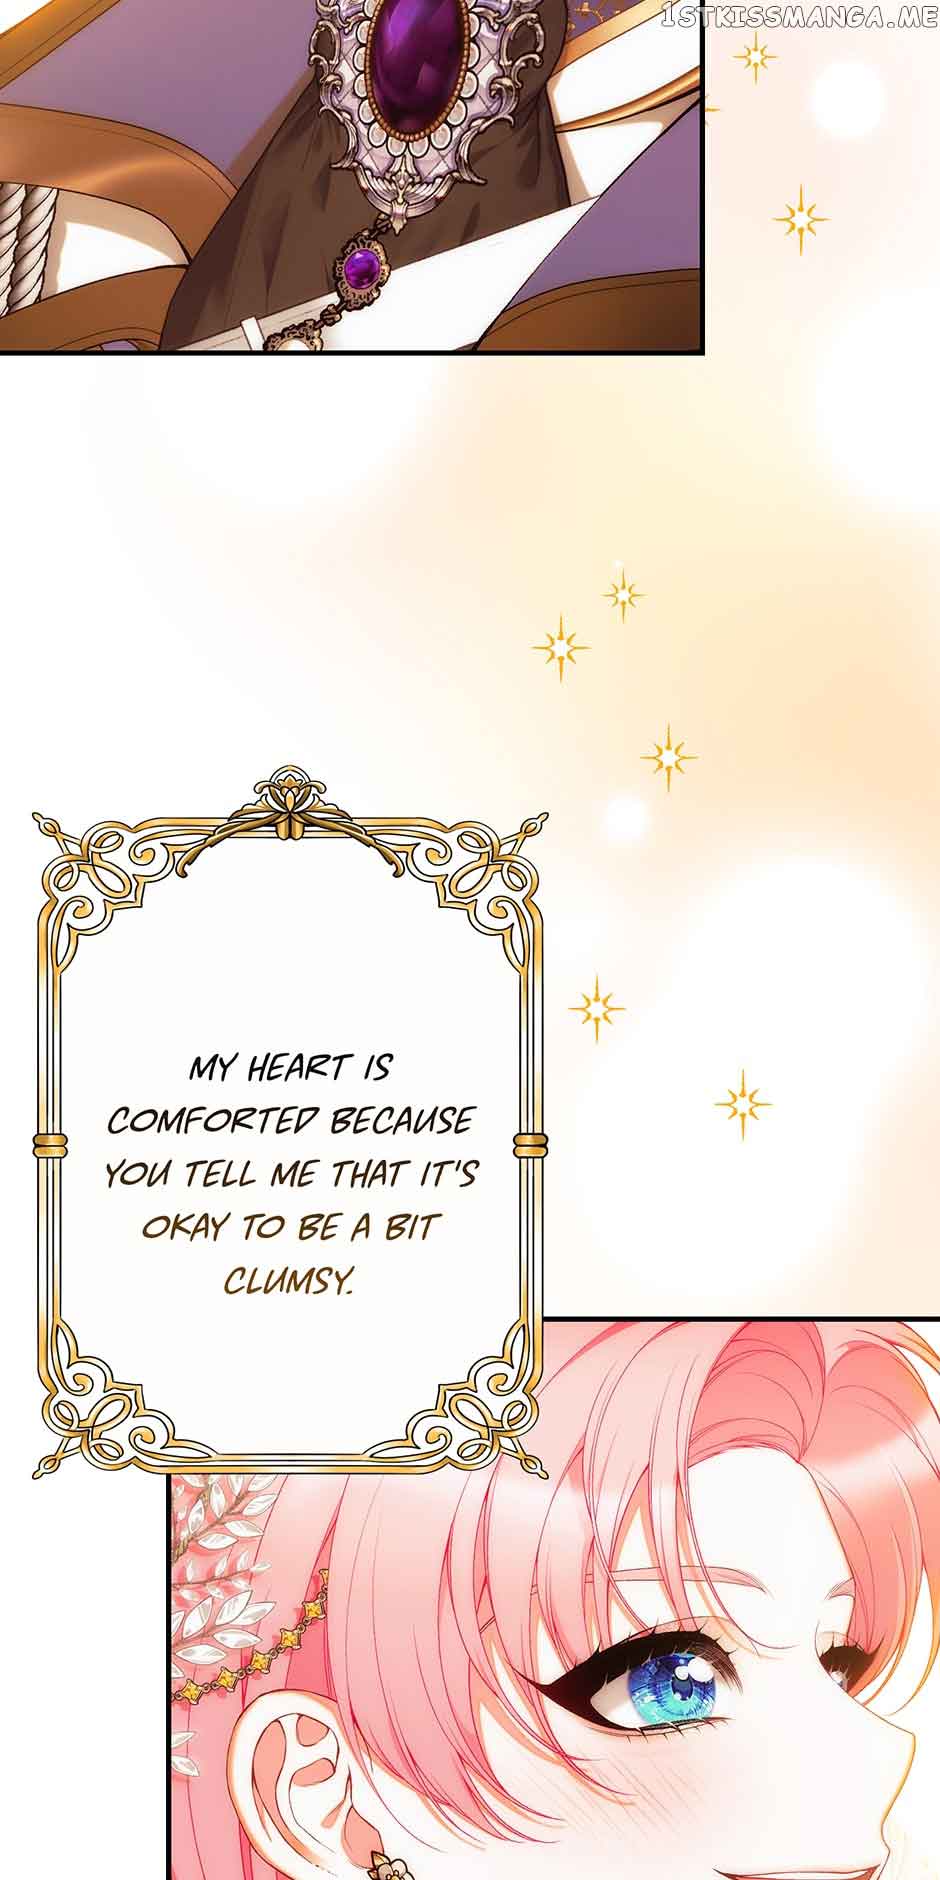 1STKISSMANGA.ME
MY HEART IS
COMFORTED BECAUSE
YOU TELL ME THAT IT'S
OKAY TO BE A BIT
CLUMSY.